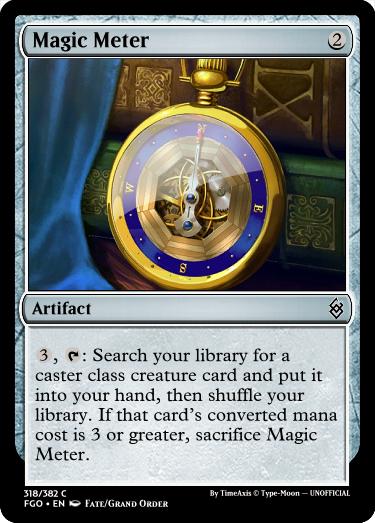 Magic Meter 2
N
W E
S
Artifact
3, T: Search your library for a
caster class creature card and put it
into your hand, then shuffle your
library. If that card's converted mana
cost is 3 or greater, sacrifice Magic
Meter.
318/382 C
FGO • EN Fate/Grand Order
By TimeAxis © Type-Moon — UNOFFICIAL